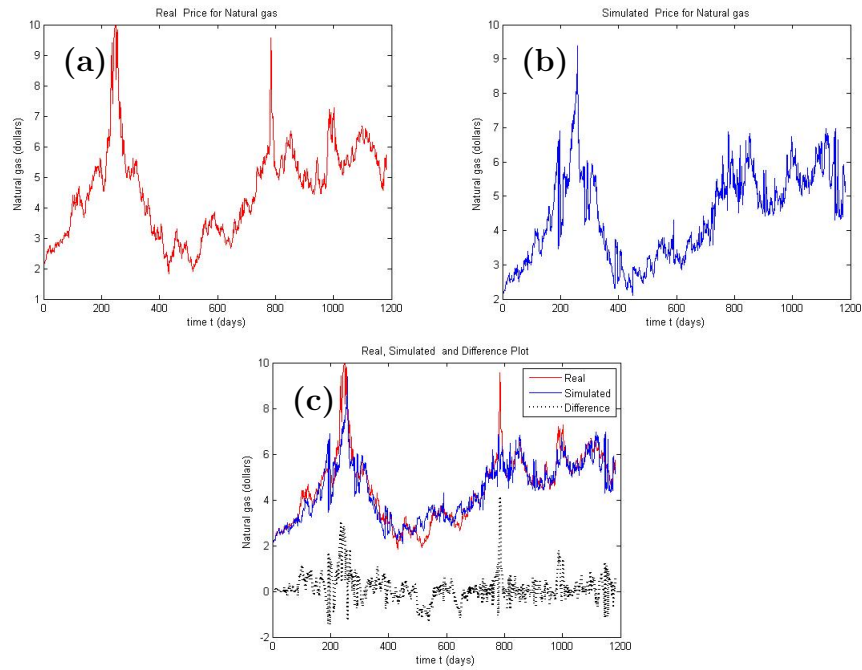 Real Price for Natural gas
(a)
Natural gas (dollars)
10
9
8
7
6
5
4
3
2
1
0 200 400 600 800 1000 1200
time t (days)
Simulated Price for Natural gas
(b)
Natural gas (dollars)
10
9
8
7
6
5
4
3
2
0 200 400 600 800 1000 1200
time t (days)
Real, Simulated and Difference Plot
(c)
Real
Simulated
Difference
Natural gas (dollars)
10
8
6
4
2
0
-2
0 200 400 600 800 1000 1200
time t (days)